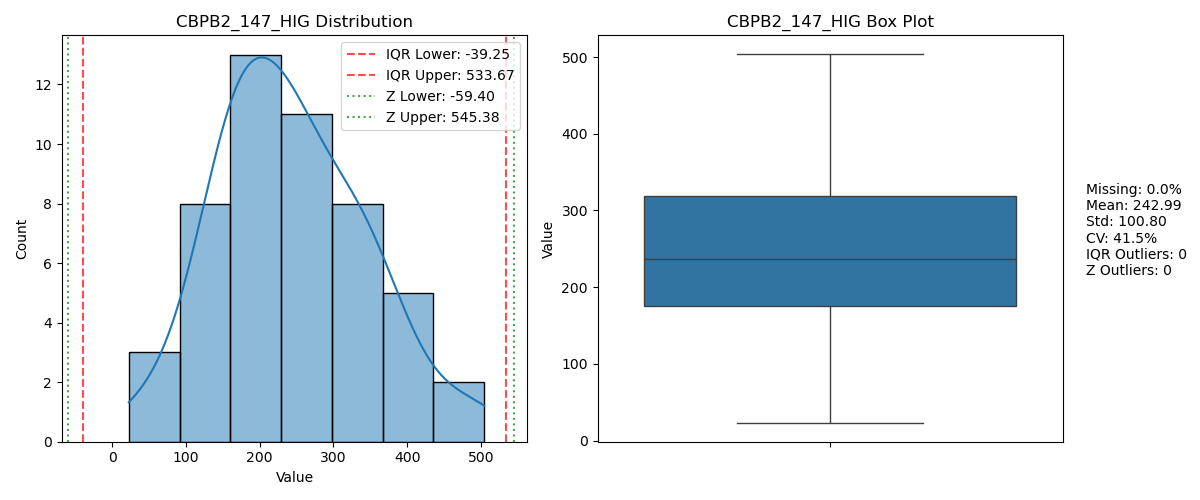 CBPB2_147_HIG Distribution
IQR Lower: -39.25
IQR Upper: 533.67
Z Lower: -59.40
Z Upper: 545.38
12
10
8
6
4
2
0
Count
0 100 200 300 400 500
Value
CBPB2_147_HIG Box Plot
500
400
300
200
100
0
Value
Missing: 0.0%
Mean: 242.99
Std: 100.80
CV: 41.5%
IQR Outliers: 0
Z Outliers: 0